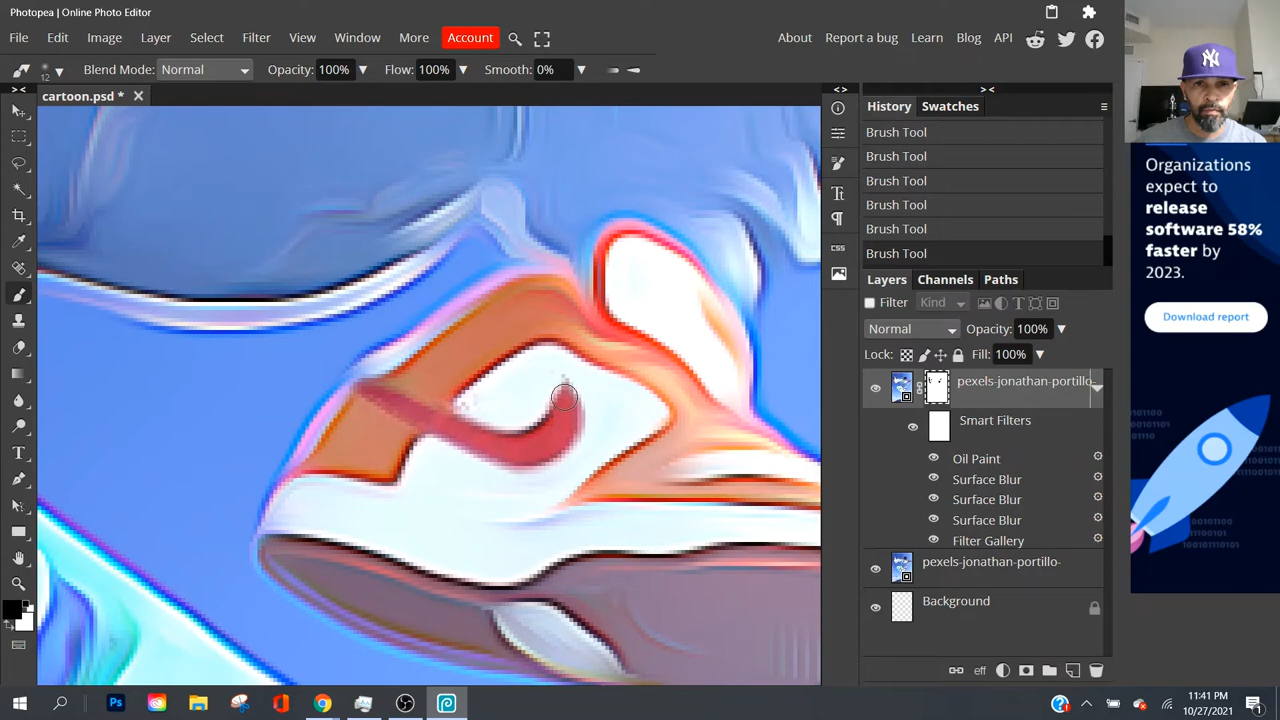 Photopea | Online Photo Editor
File Edit Image Layer Select Filter View Window More Account
About Report a bug Learn Blog API
12 Blend Mode: Normal Opacity: 100% Flow: 100% Smooth: 0%
cartoon.psd *
History Swatches
Brush Tool
Brush Tool
Brush Tool
Brush Tool
Brush Tool
Brush Tool
CSS
Layers Channels Paths
Filter Kind
Normal Opacity: 100%
Lock: Fill: 100%
pexels-jonathan-portillo-
Smart Filters
Oil Paint
Surface Blur
Surface Blur
Surface Blur
Filter Gallery
pexels-jonathan-portillo-
Background
eff
NY
Organizations
expect to
release
software 58%
faster by
2023.
Download report
Ps
11:41 PM
10/27/2021